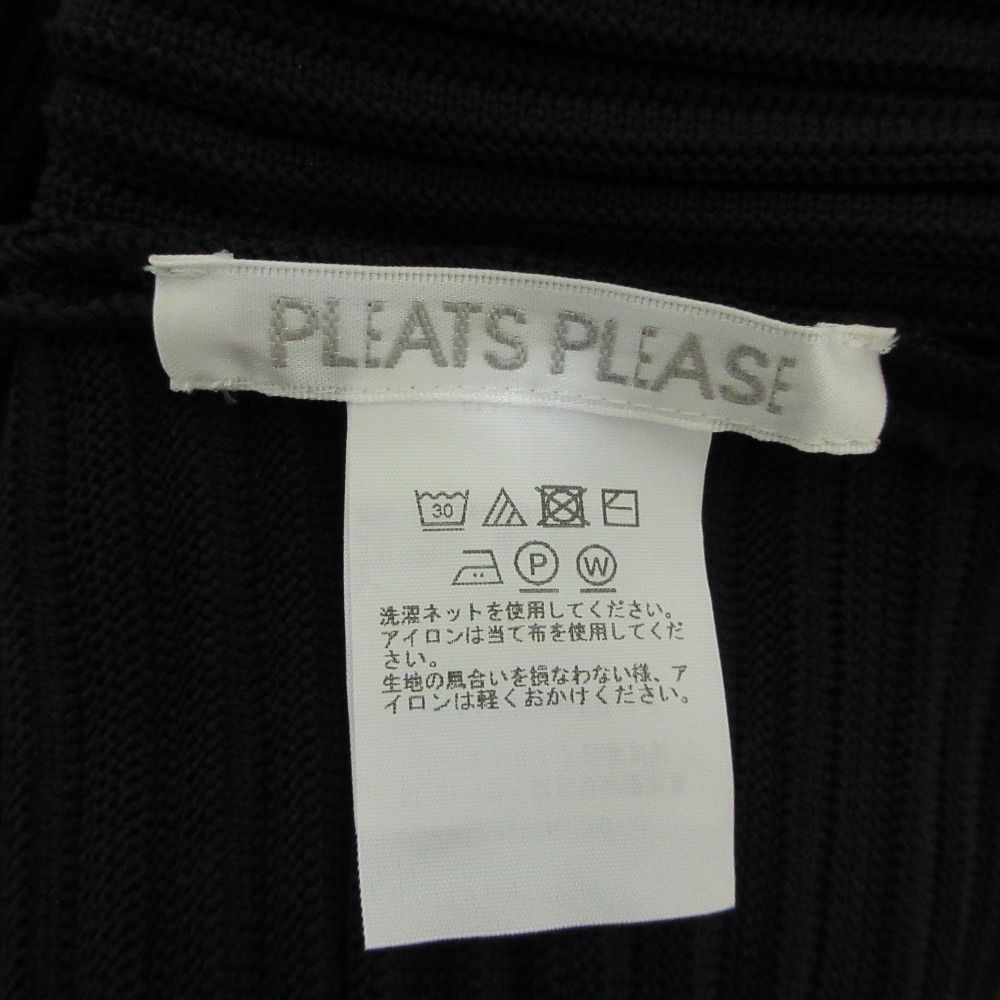 PLEATS PLEASE
30
P W
洗濯ネットを使用してください。
アイロンは当て布を使用してくだ
さい。
生地の風合いを損なわない様、ア
イロンは軽くおかけください。